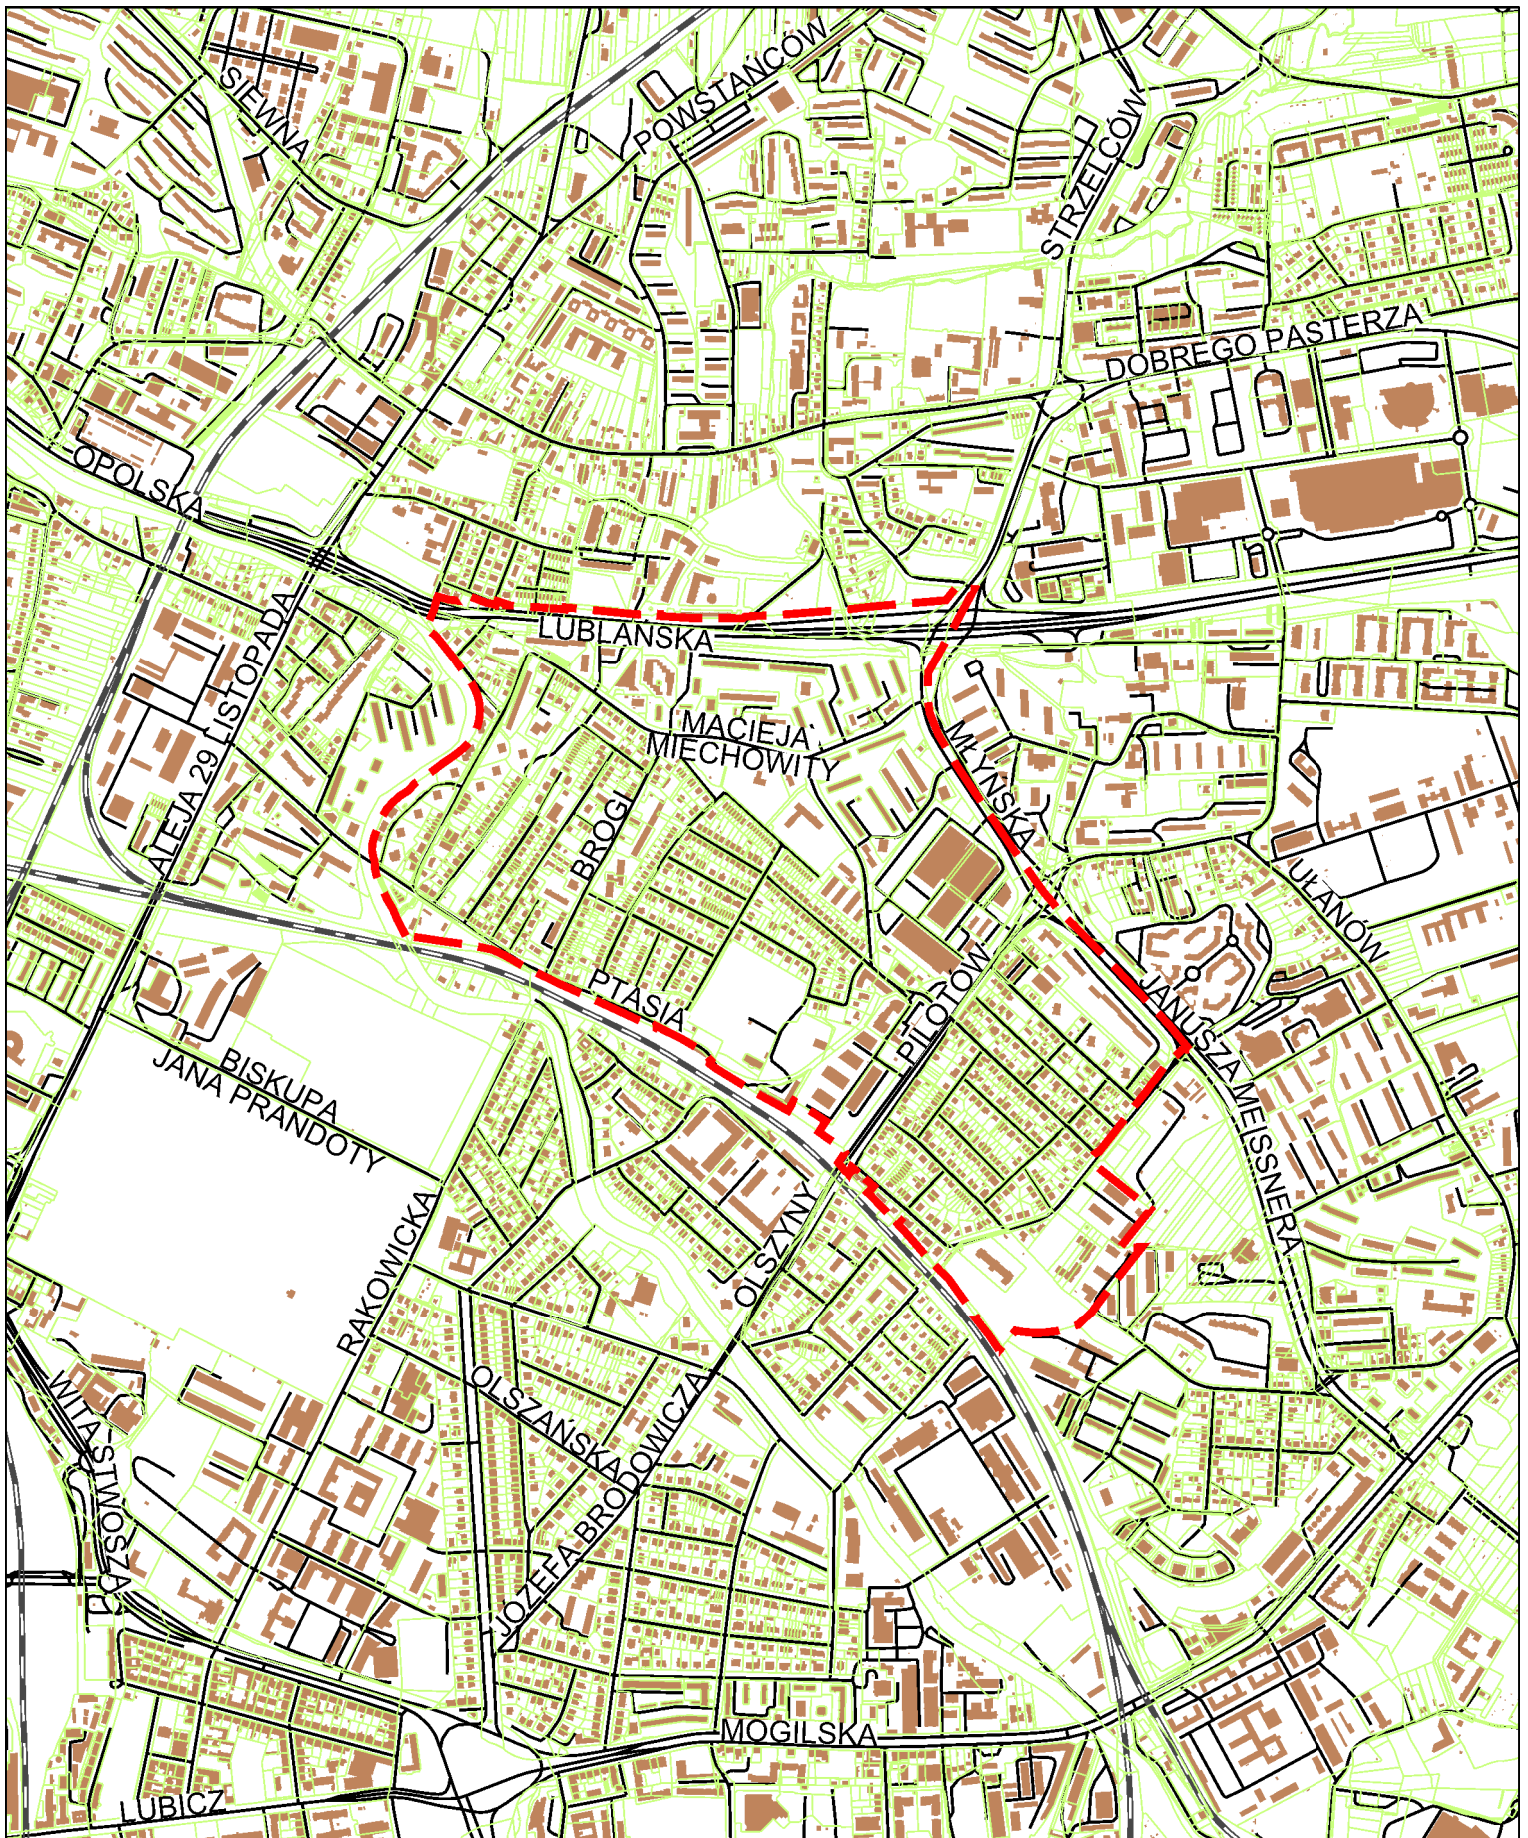 POWSTAŃCÓW
SIEWNA
STRZELCÓW
DOBREGO PASTERZA
OPOLSKA
LUBLAŃSKA
ALEJA 29 LISTOPADA
MACIEJA
MIECHOWITY
MŁYŃSKA
BROGI
UŁANÓW
PTASIA
PILOTÓW
JANUSZA MEISSNERA
BISKUPA
JANA PRANDOTY
RAKOWICKA
OLSZYNY
OLSZAŃSKA
WITA STWOSZA
JÓZEFA BRODOWICZA
MOGILSKA
LUBICZ